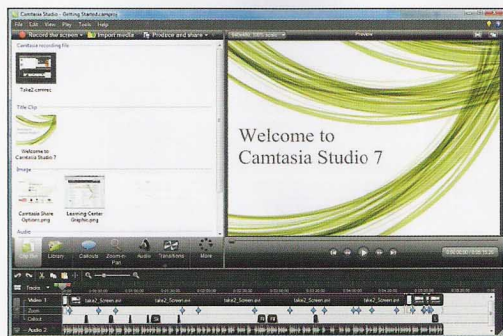 Camtasia Studio - Getting Started.camproj
File Edit View Play Tools Help
Record the screen Import media Produce and share
Camtasia recording file
Take2.camrec
Title Clip
Welcome to
Camtasia Studio 7
Image
Camtasia Share
Options.png
Learning Center
Graphic.png
Audio
Clip Bin Library Callouts Zoom-n-
Pan Audio Transitions More
Preview
Welcome to
Camtasia Studio 7
Tracks
Video 1 take2_Screen.avi take2_Screen.avi take2_Screen.avi take2_Screen.avi take2_Screen.avi
Zoom
Callout
Audio 2